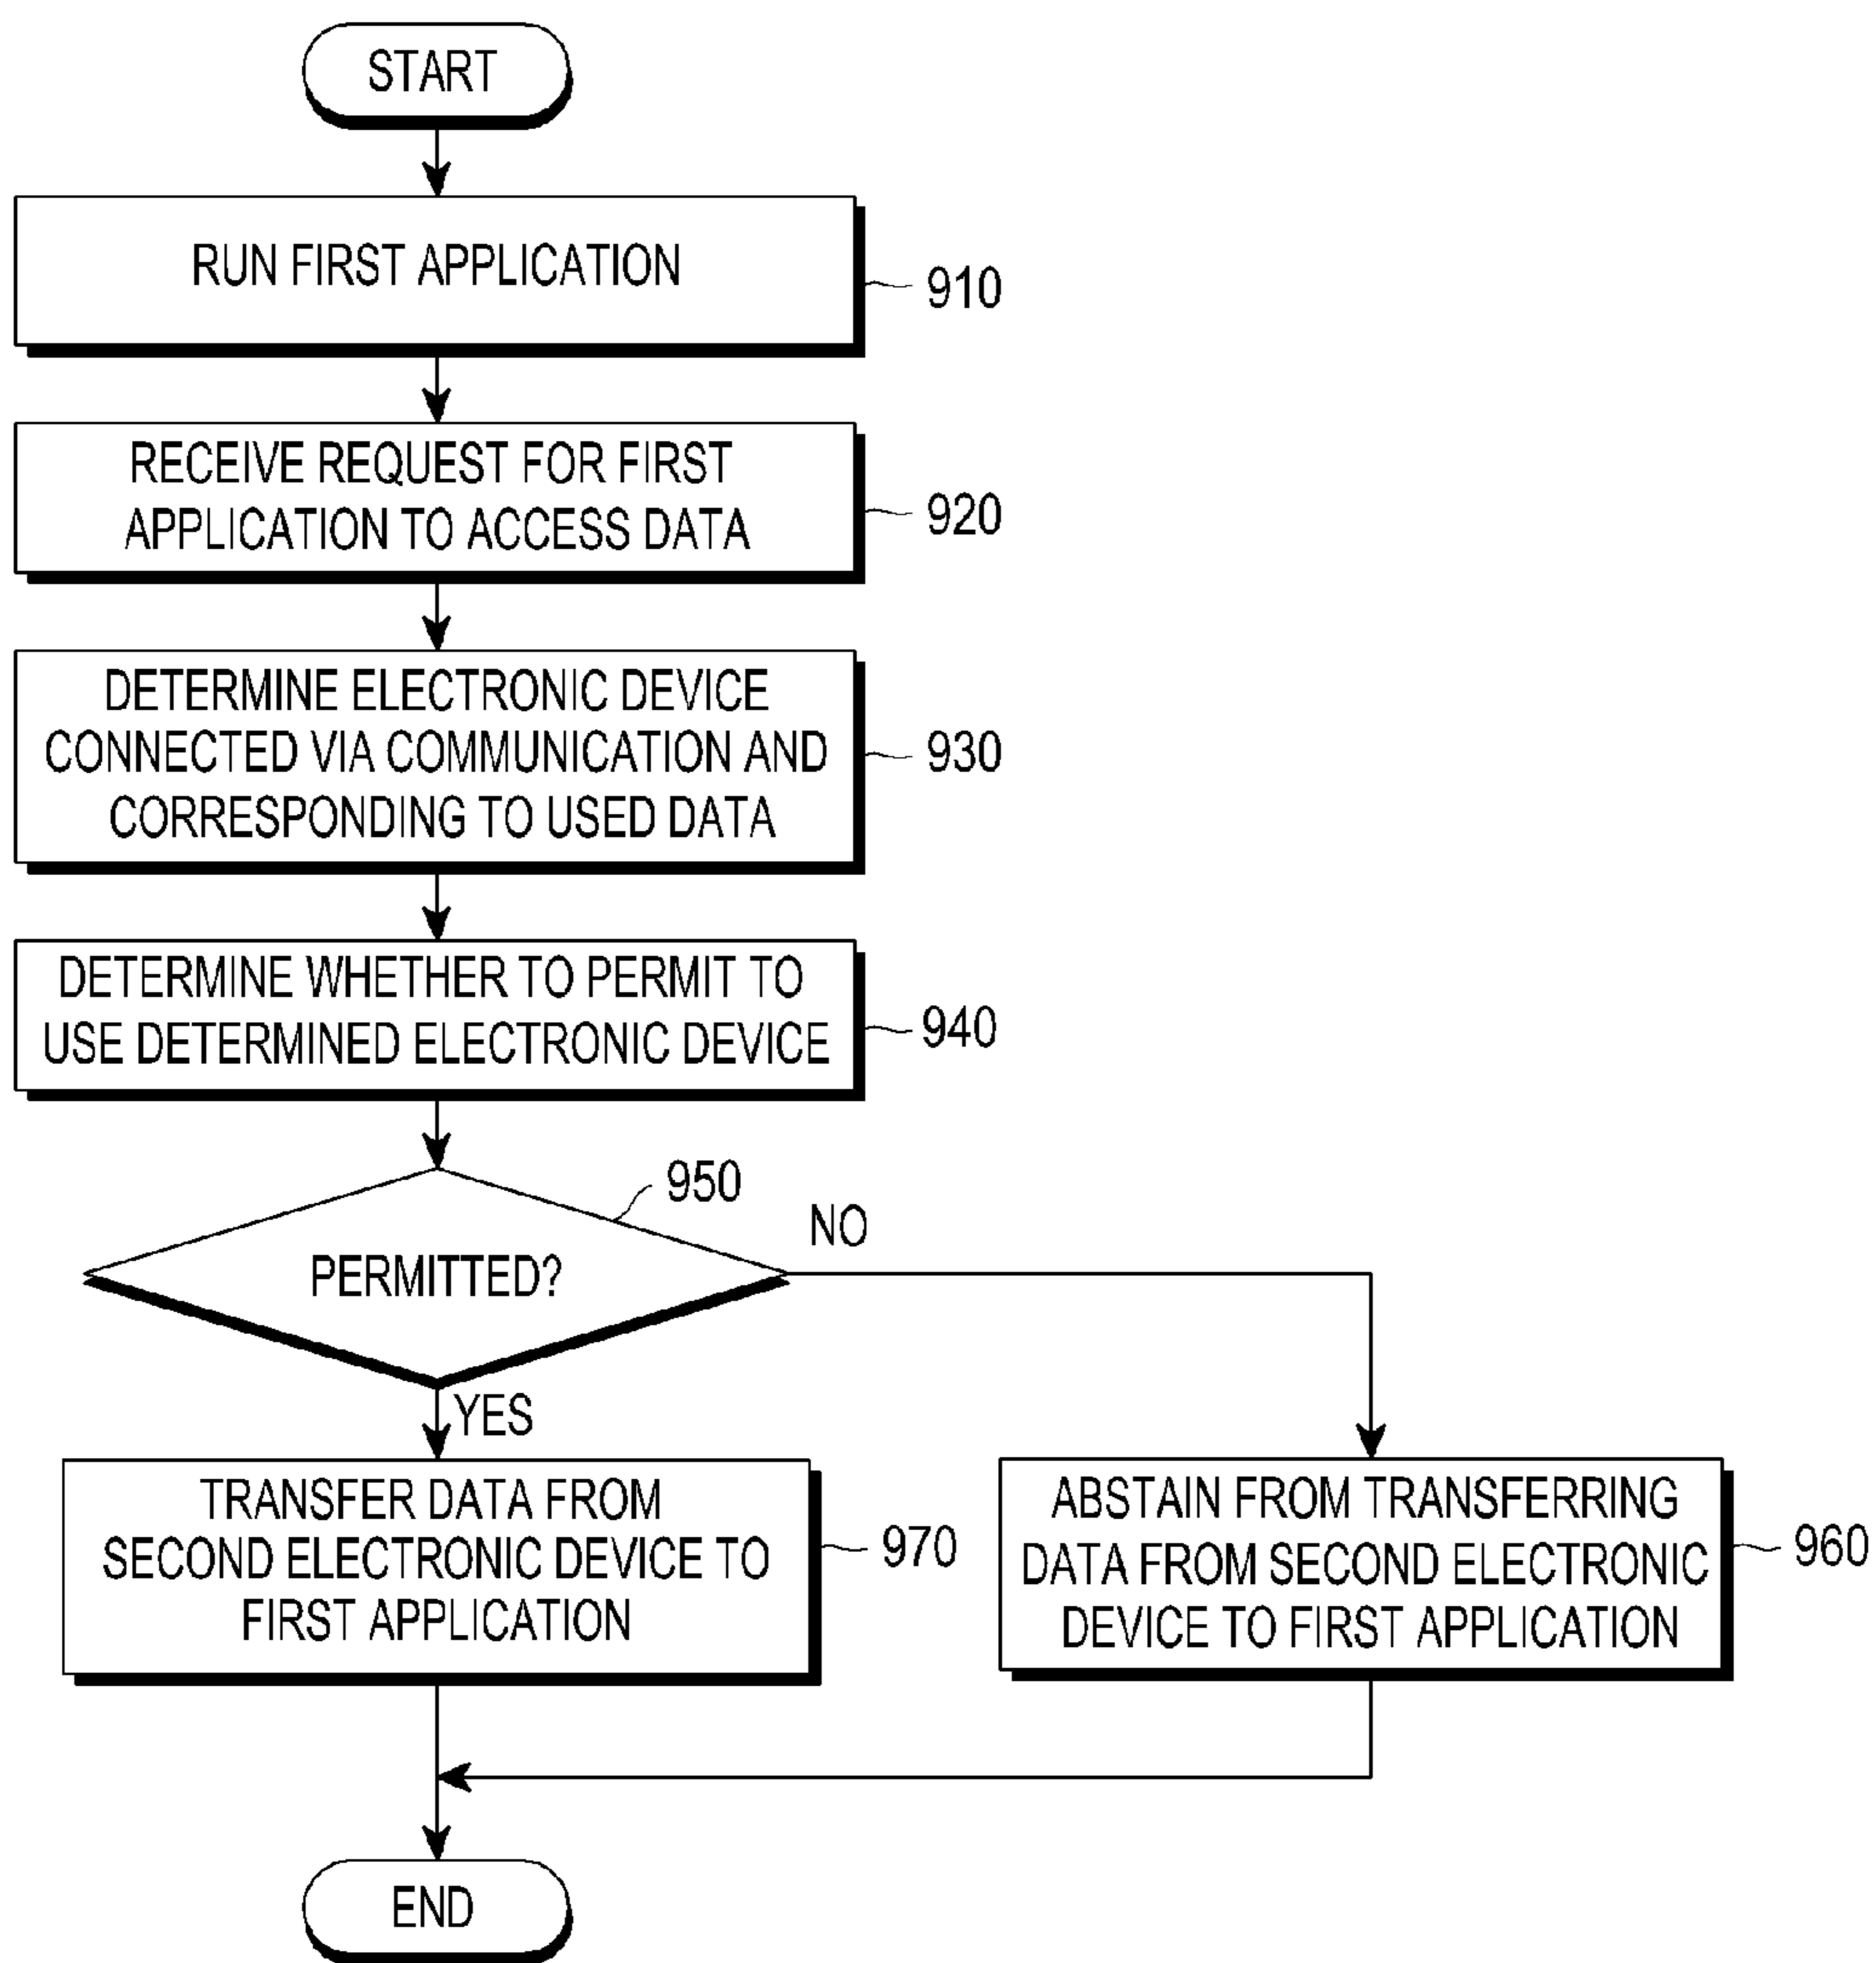 START
RUN FIRST APPLICATION
910
RECEIVE REQUEST FOR FIRST
APPLICATION TO ACCESS DATA
920
DETERMINE ELECTRONIC DEVICE
CONNECTED VIA COMMUNICATION AND
CORRESPONDING TO USED DATA
930
DETERMINE WHETHER TO PERMIT TO
USE DETERMINED ELECTRONIC DEVICE
940
950
PERMITTED?
NO
YES
TRANSFER DATA FROM
SECOND ELECTRONIC DEVICE TO
FIRST APPLICATION
970
ABSTAIN FROM TRANSFERRING
DATA FROM SECOND ELECTRONIC
DEVICE TO FIRST APPLICATION
960
END